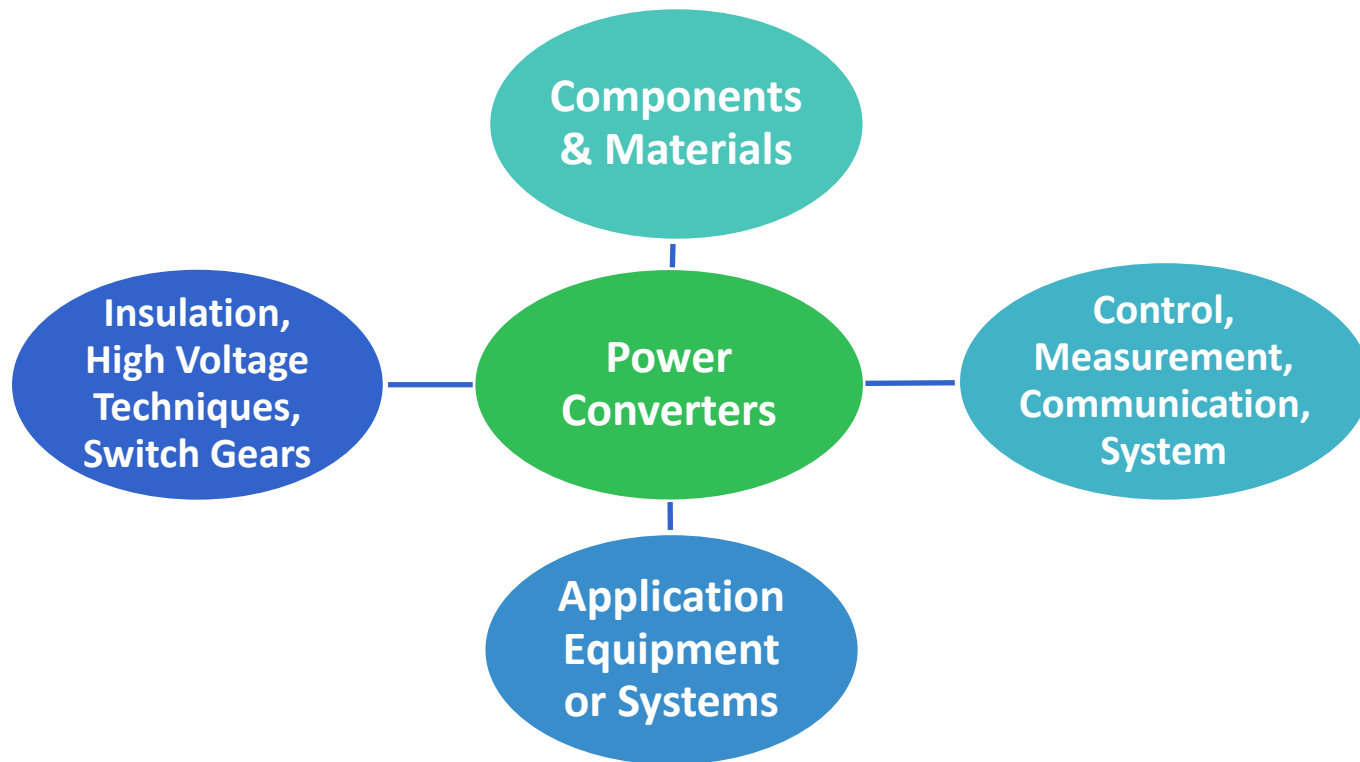 Components
& Materials
Insulation,
High Voltage
Techniques,
Switch Gears
Power
Converters
Control,
Measurement,
Communication,
System
Application
Equipment
or Systems